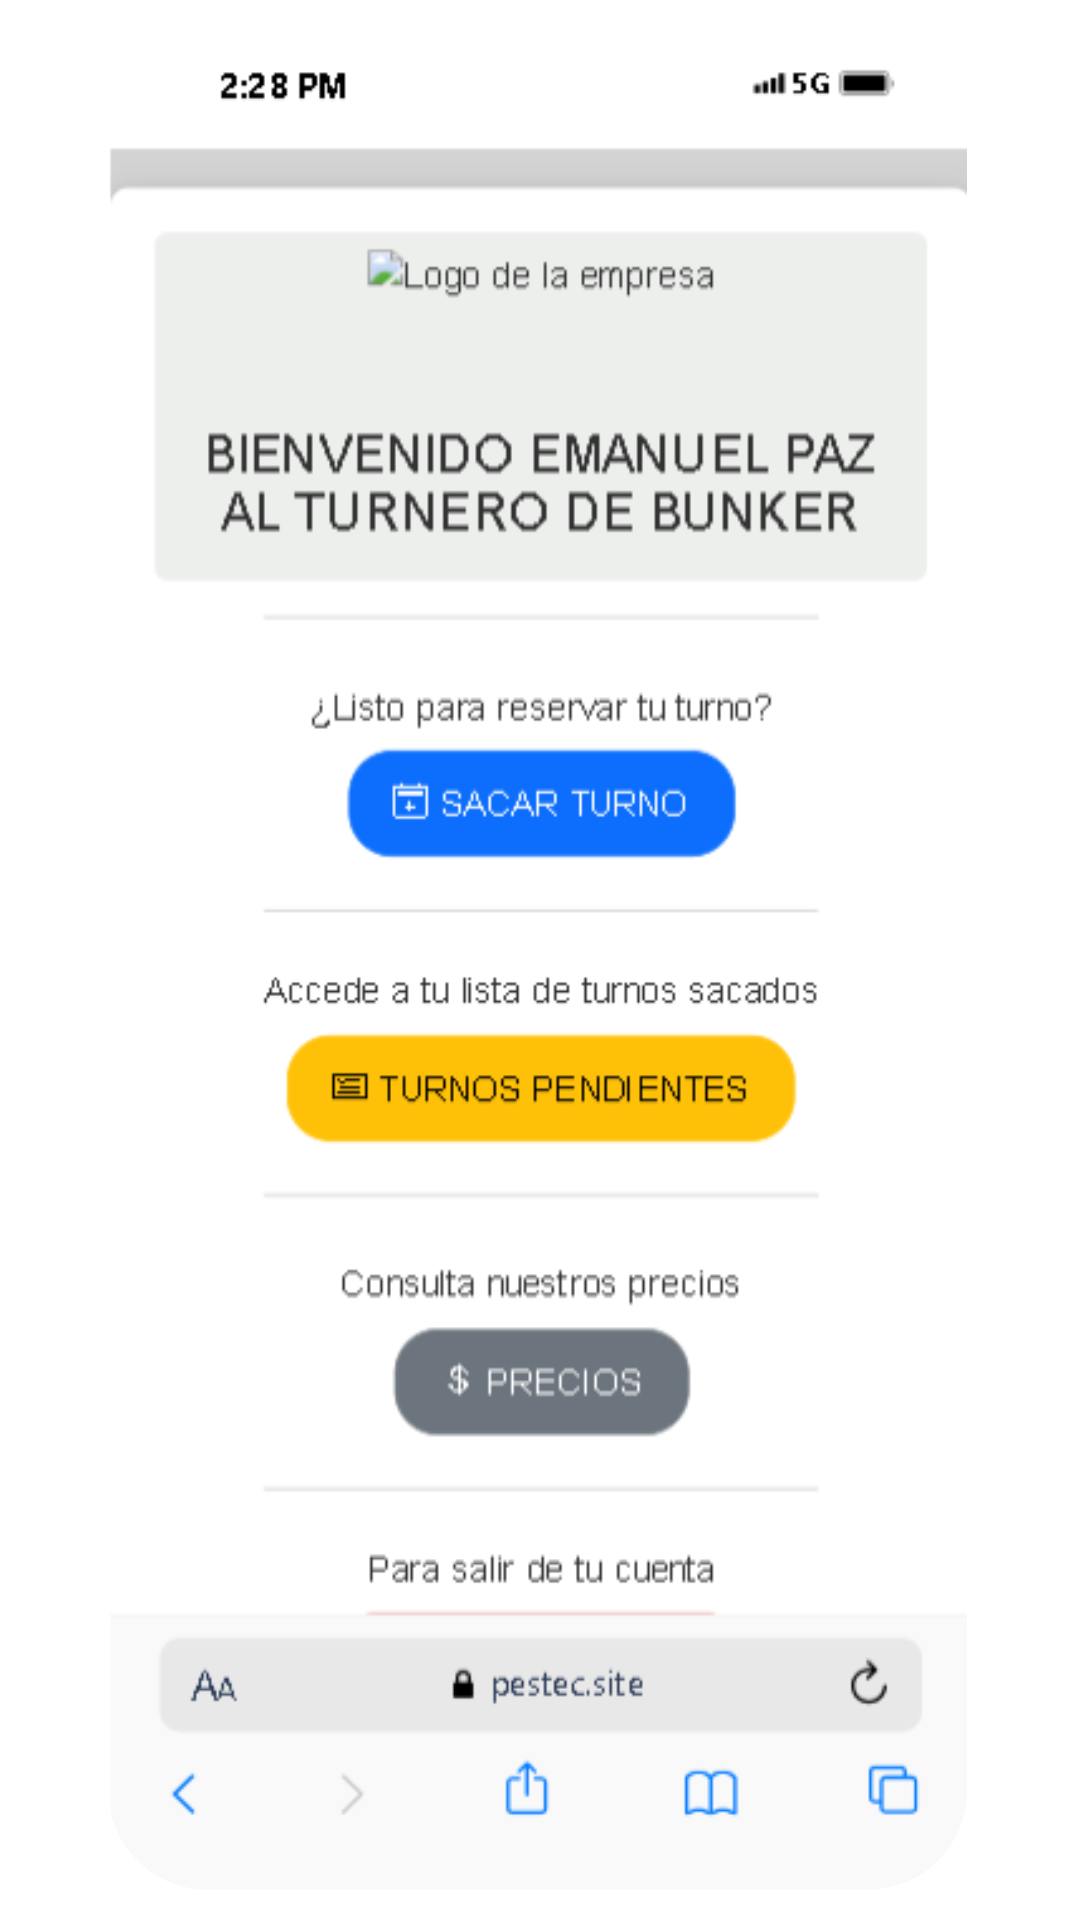 2:28 PM
5G
Logo de la empresa
BIENVENIDO EMANUEL PAZ
AL TURNERO DE BUNKER
¿Listo para reservar tu turno?
SACAR TURNO
Accede a tu lista de turnos sacados
TURNOS PENDIENTES
Consulta nuestros precios
$ PRECIOS
Para salir de tu cuenta
AA pestec.site